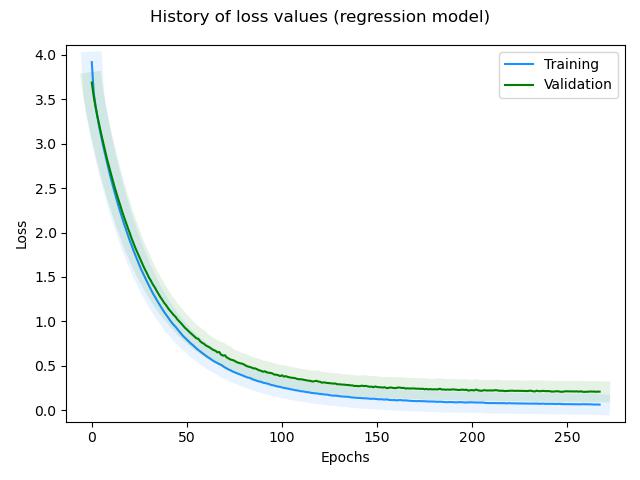 History of loss values (regression model)
Training
Validation
4.0
3.5
3.0
2.5
2.0
1.5
1.0
0.5
0.0
Loss
0 50 100 150 200 250
Epochs